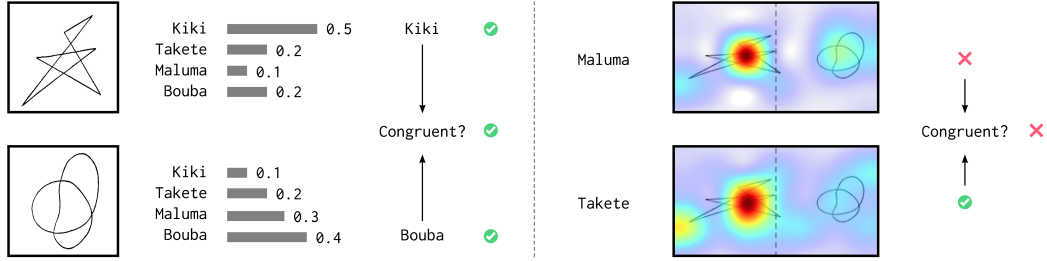 Kiki 0.5
Takete 0.2
Maluma 0.1
Bouba 0.2
Kiki
Congruent?
Kiki 0.1
Takete 0.2
Maluma 0.3
Bouba 0.4
Bouba
Maluma
Congruent?
Takete